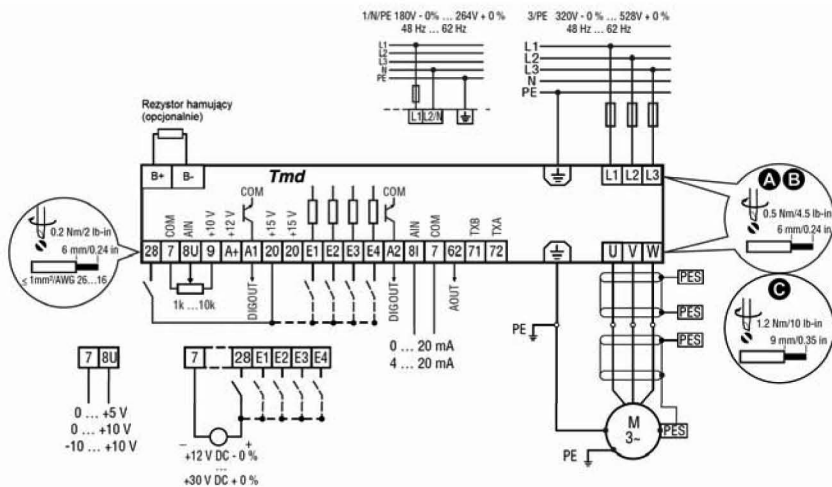 1/N/PE 180V - 0% ... 264V + 0 %
48 Hz ... 62 Hz
3/PE 320V - 0% ... 528V + 0 %
48 Hz ... 62 Hz
L1
L2
L3
N
PE
L1
L2
L3
N
PE
L1 L2/N
Rezystor hamujący
(opcjonalnie)
B+ B-
Tmd
L1 L2 L3
COM
COM
COM AIN +10 V +12 V +15 V +15 V AIN COM TXB TXA
28 7 8U 9 A+ A1 20 20 E1 E2 E3 E4 A2 8I 7 62 71 72
U V W
0.2 Nm/2 lb-in
6 mm/0.24 in
≤ 1mm²/AWG 26...16
A B
0.5 Nm/4.5 lb-in
6 mm/0.24 in
C
1.2 Nm/10 lb-in
9 mm/0.35 in
1k ...10k
DIGOUT
DIGOUT
AOUT
0 ... 20 mA
4 ... 20 mA
PES
PES
PES
PES
PES
PE
PE
M
3~
7 8U
0 ... +5 V
0 ... +10 V
-10 ... +10 V
7 28 E1 E2 E3 E4
– +
+12 V DC - 0 %
...
+30 V DC + 0 %